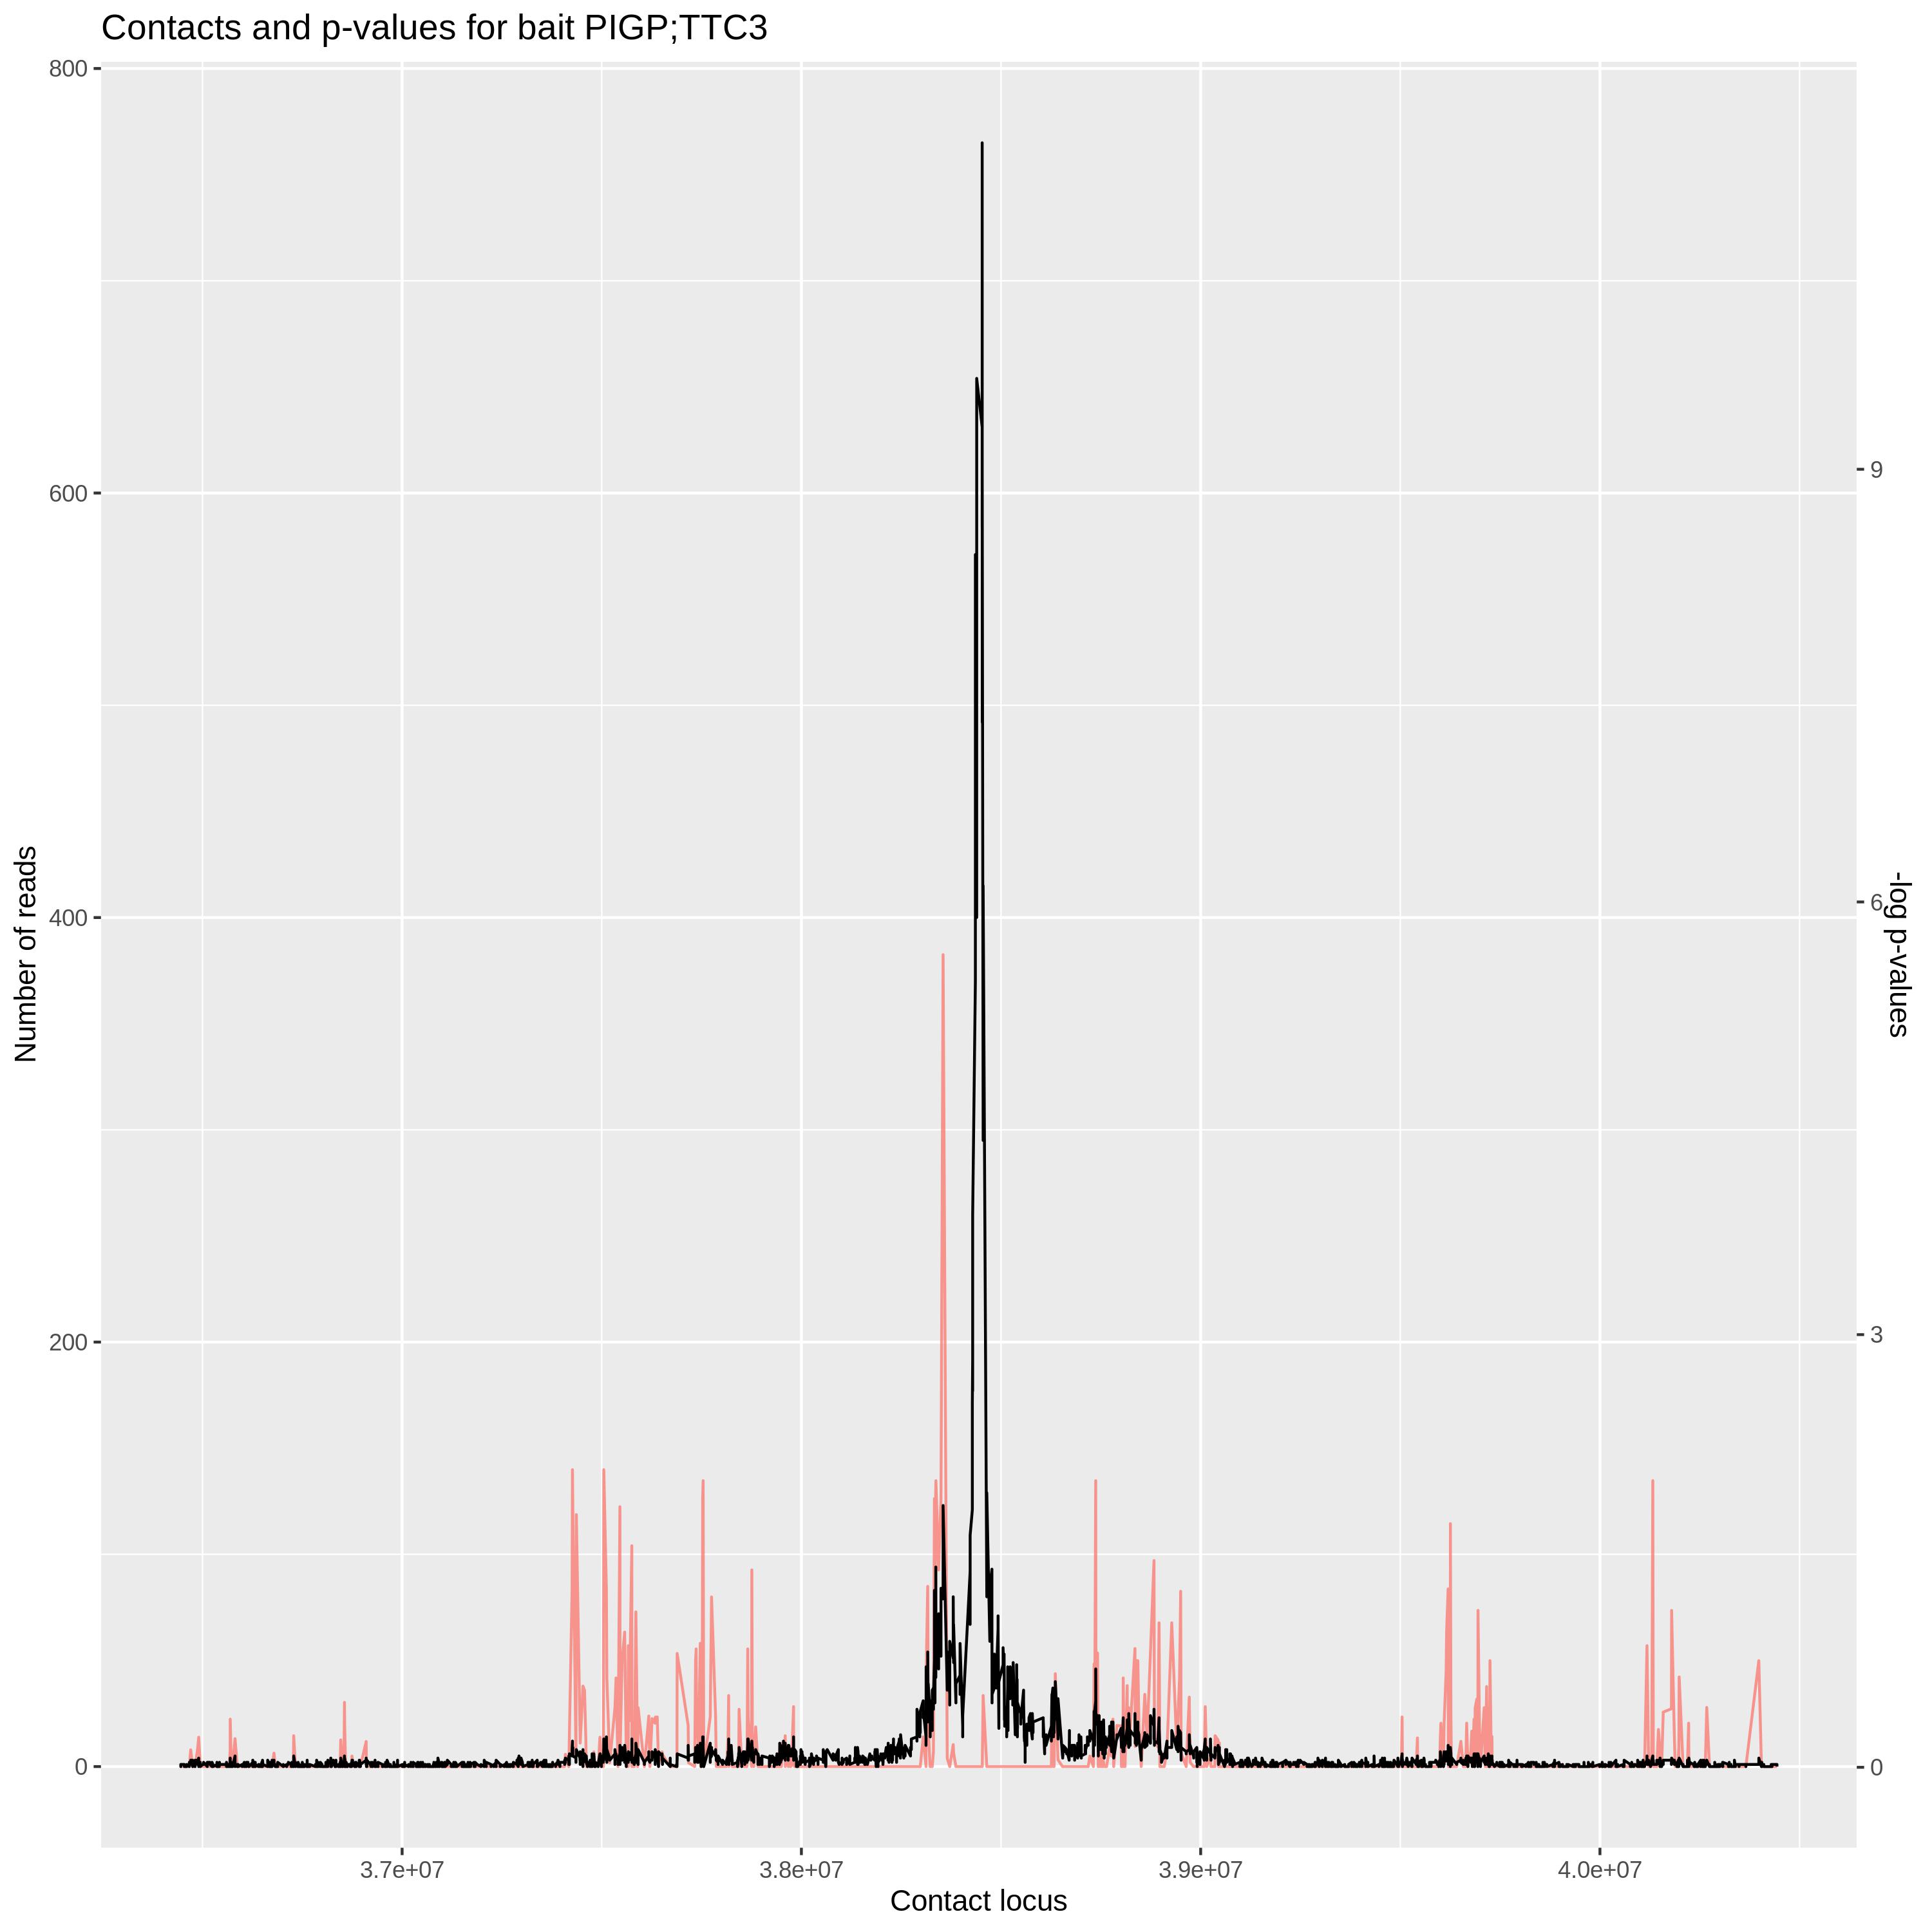 Contacts and p-values for bait PIGP;TTC3
800
600
400
200
0
Number of reads
9
6
3
0
-log p-values
3.7e+07
3.8e+07
3.9e+07
4.0e+07
Contact locus